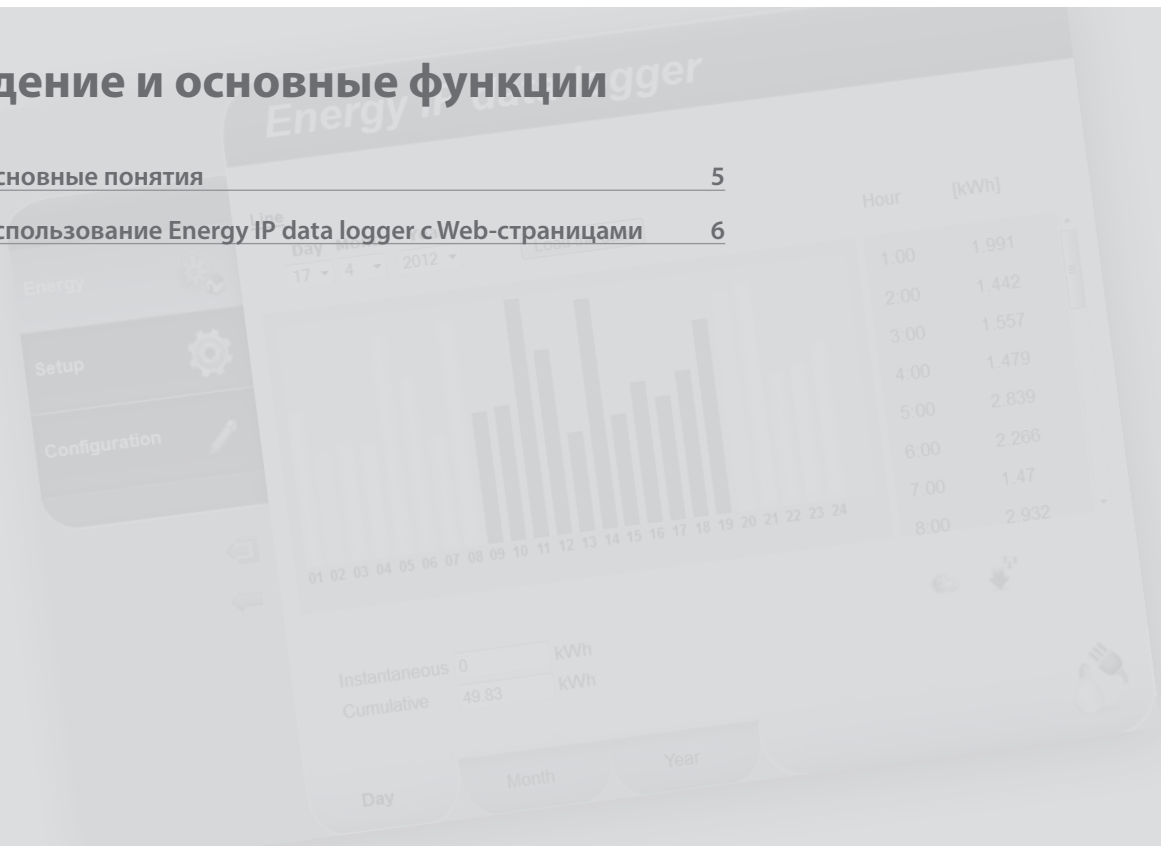 дение и основные функции
сновные понятия 5
спользование Energy IP data logger с Web-страницами 6
Energy IP data logger
Line
Day
17 4 2012
Hour [kWh]
1:00 1.991
2:00 1.442
3:00 1.557
4:00 1.479
5:00 2.839
6:00 2.266
7:00 1.47
8:00 2.932
Energy
Setup
Configuration
01 02 03 04 05 06 07 08 09 10 11 12 13 14 15 16 17 18 19 20 21 22 23 24
Instantaneous 0 kWh
Cumulative 49.83 kWh
Day Month Year